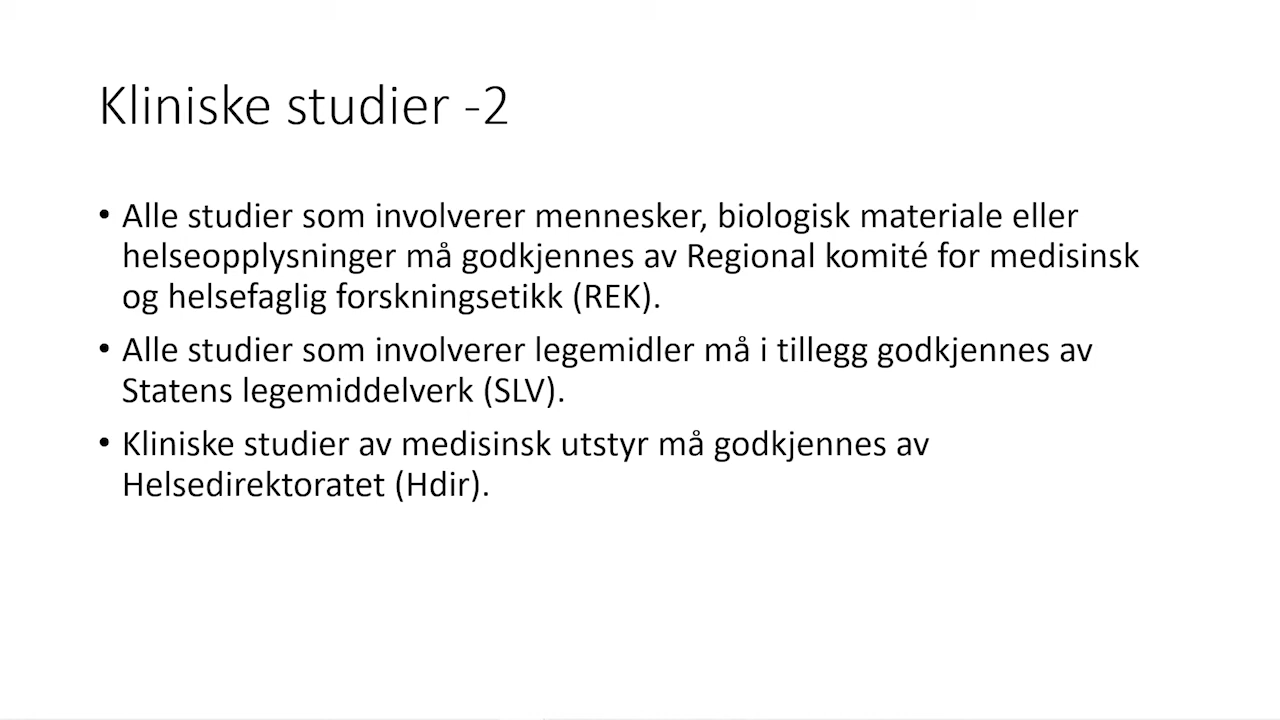 Kliniske studier -2
• Alle studier som involverer mennesker, biologisk materiale eller
helseopplysninger må godkjennes av Regional komité for medisinsk
og helsefaglig forskningsetikk (REK).
• Alle studier som involverer legemidler må i tillegg godkjennes av
Statens legemiddelverk (SLV).
• Kliniske studier av medisinsk utstyr må godkjennes av
Helsedirektoratet (Hdir).